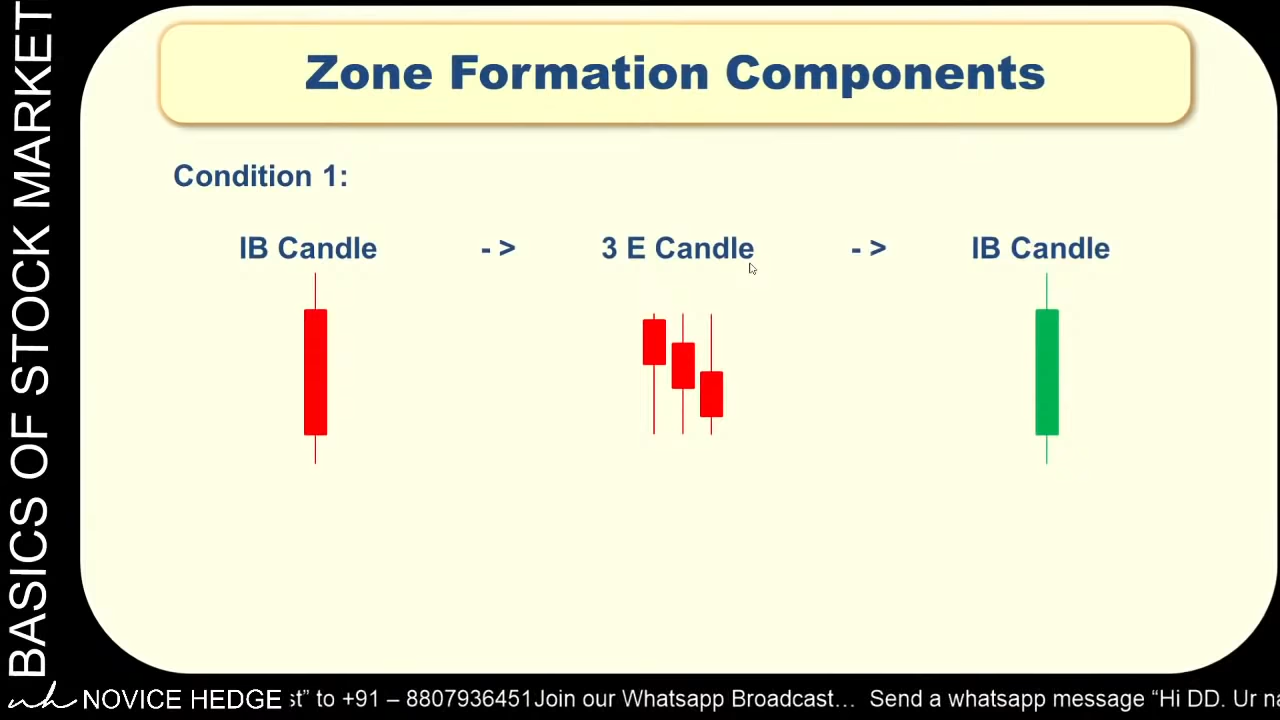 BASICS OF STOCK MARKET
Zone Formation Components
Condition 1:
IB Candle - > 3 E Candle - > IB Candle
nh NOVICE HEDGE st” to +91 – 8807936451Join our Whatsapp Broadcast… Send a whatsapp message “Hi DD. Ur na